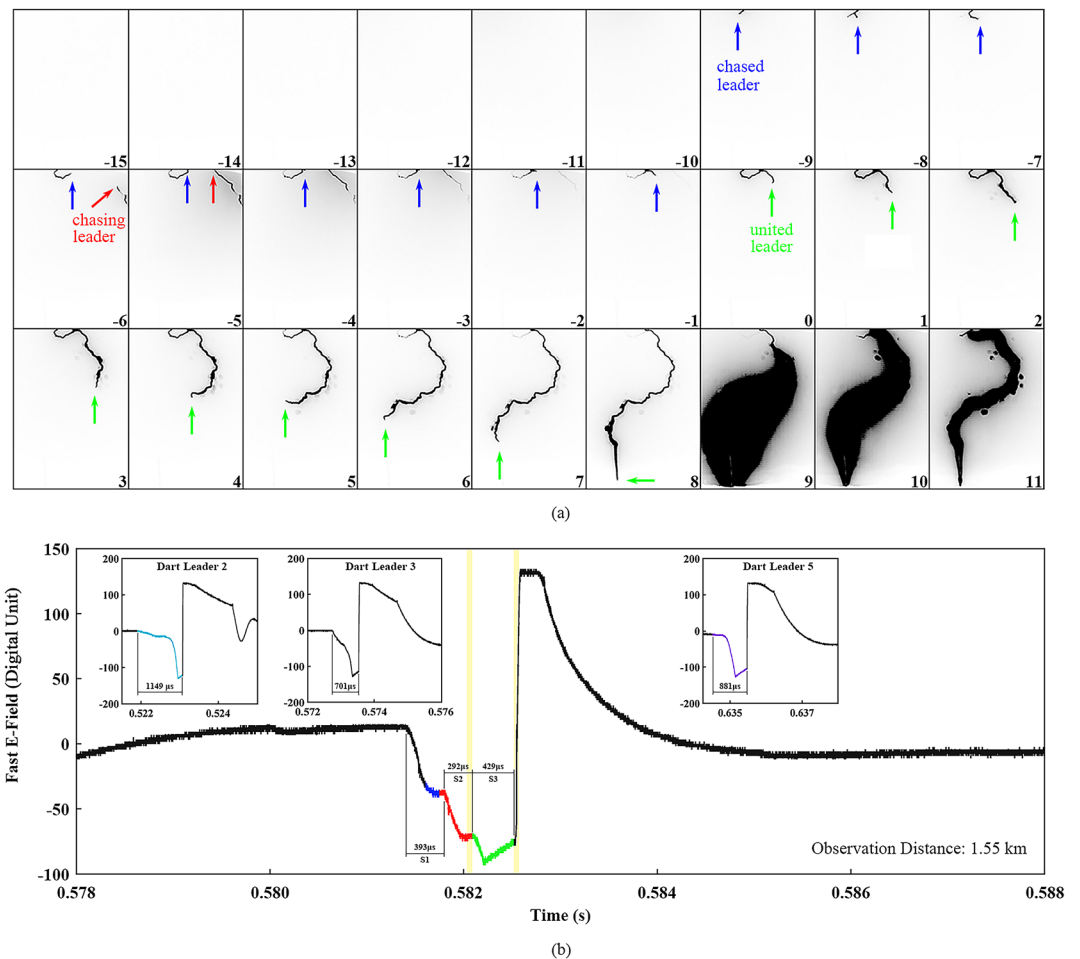 chased
leader
-15 -14 -13 -12 -11 -10 -9 -8 -7
chasing
leader
united
leader
-6 -5 -4 -3 -2 -1 0 1 2
3 4 5 6 7 8 9 10 11
(a)
Fast E-Field (Digital Unit)
150
100
50
0
-50
-100
Dart Leader 2
200
100
0
-100
-200
1149 μs
0.522 0.524
Dart Leader 3
200
100
0
-100
-200
701μs
0.572 0.574 0.576
Dart Leader 5
200
100
0
-100
-200
881μs
0.635 0.637
292μs 429μs
S2 S3
393μs
S1
Observation Distance: 1.55 km
0.578 0.580 0.582 0.584 0.586 0.588
Time (s)
(b)